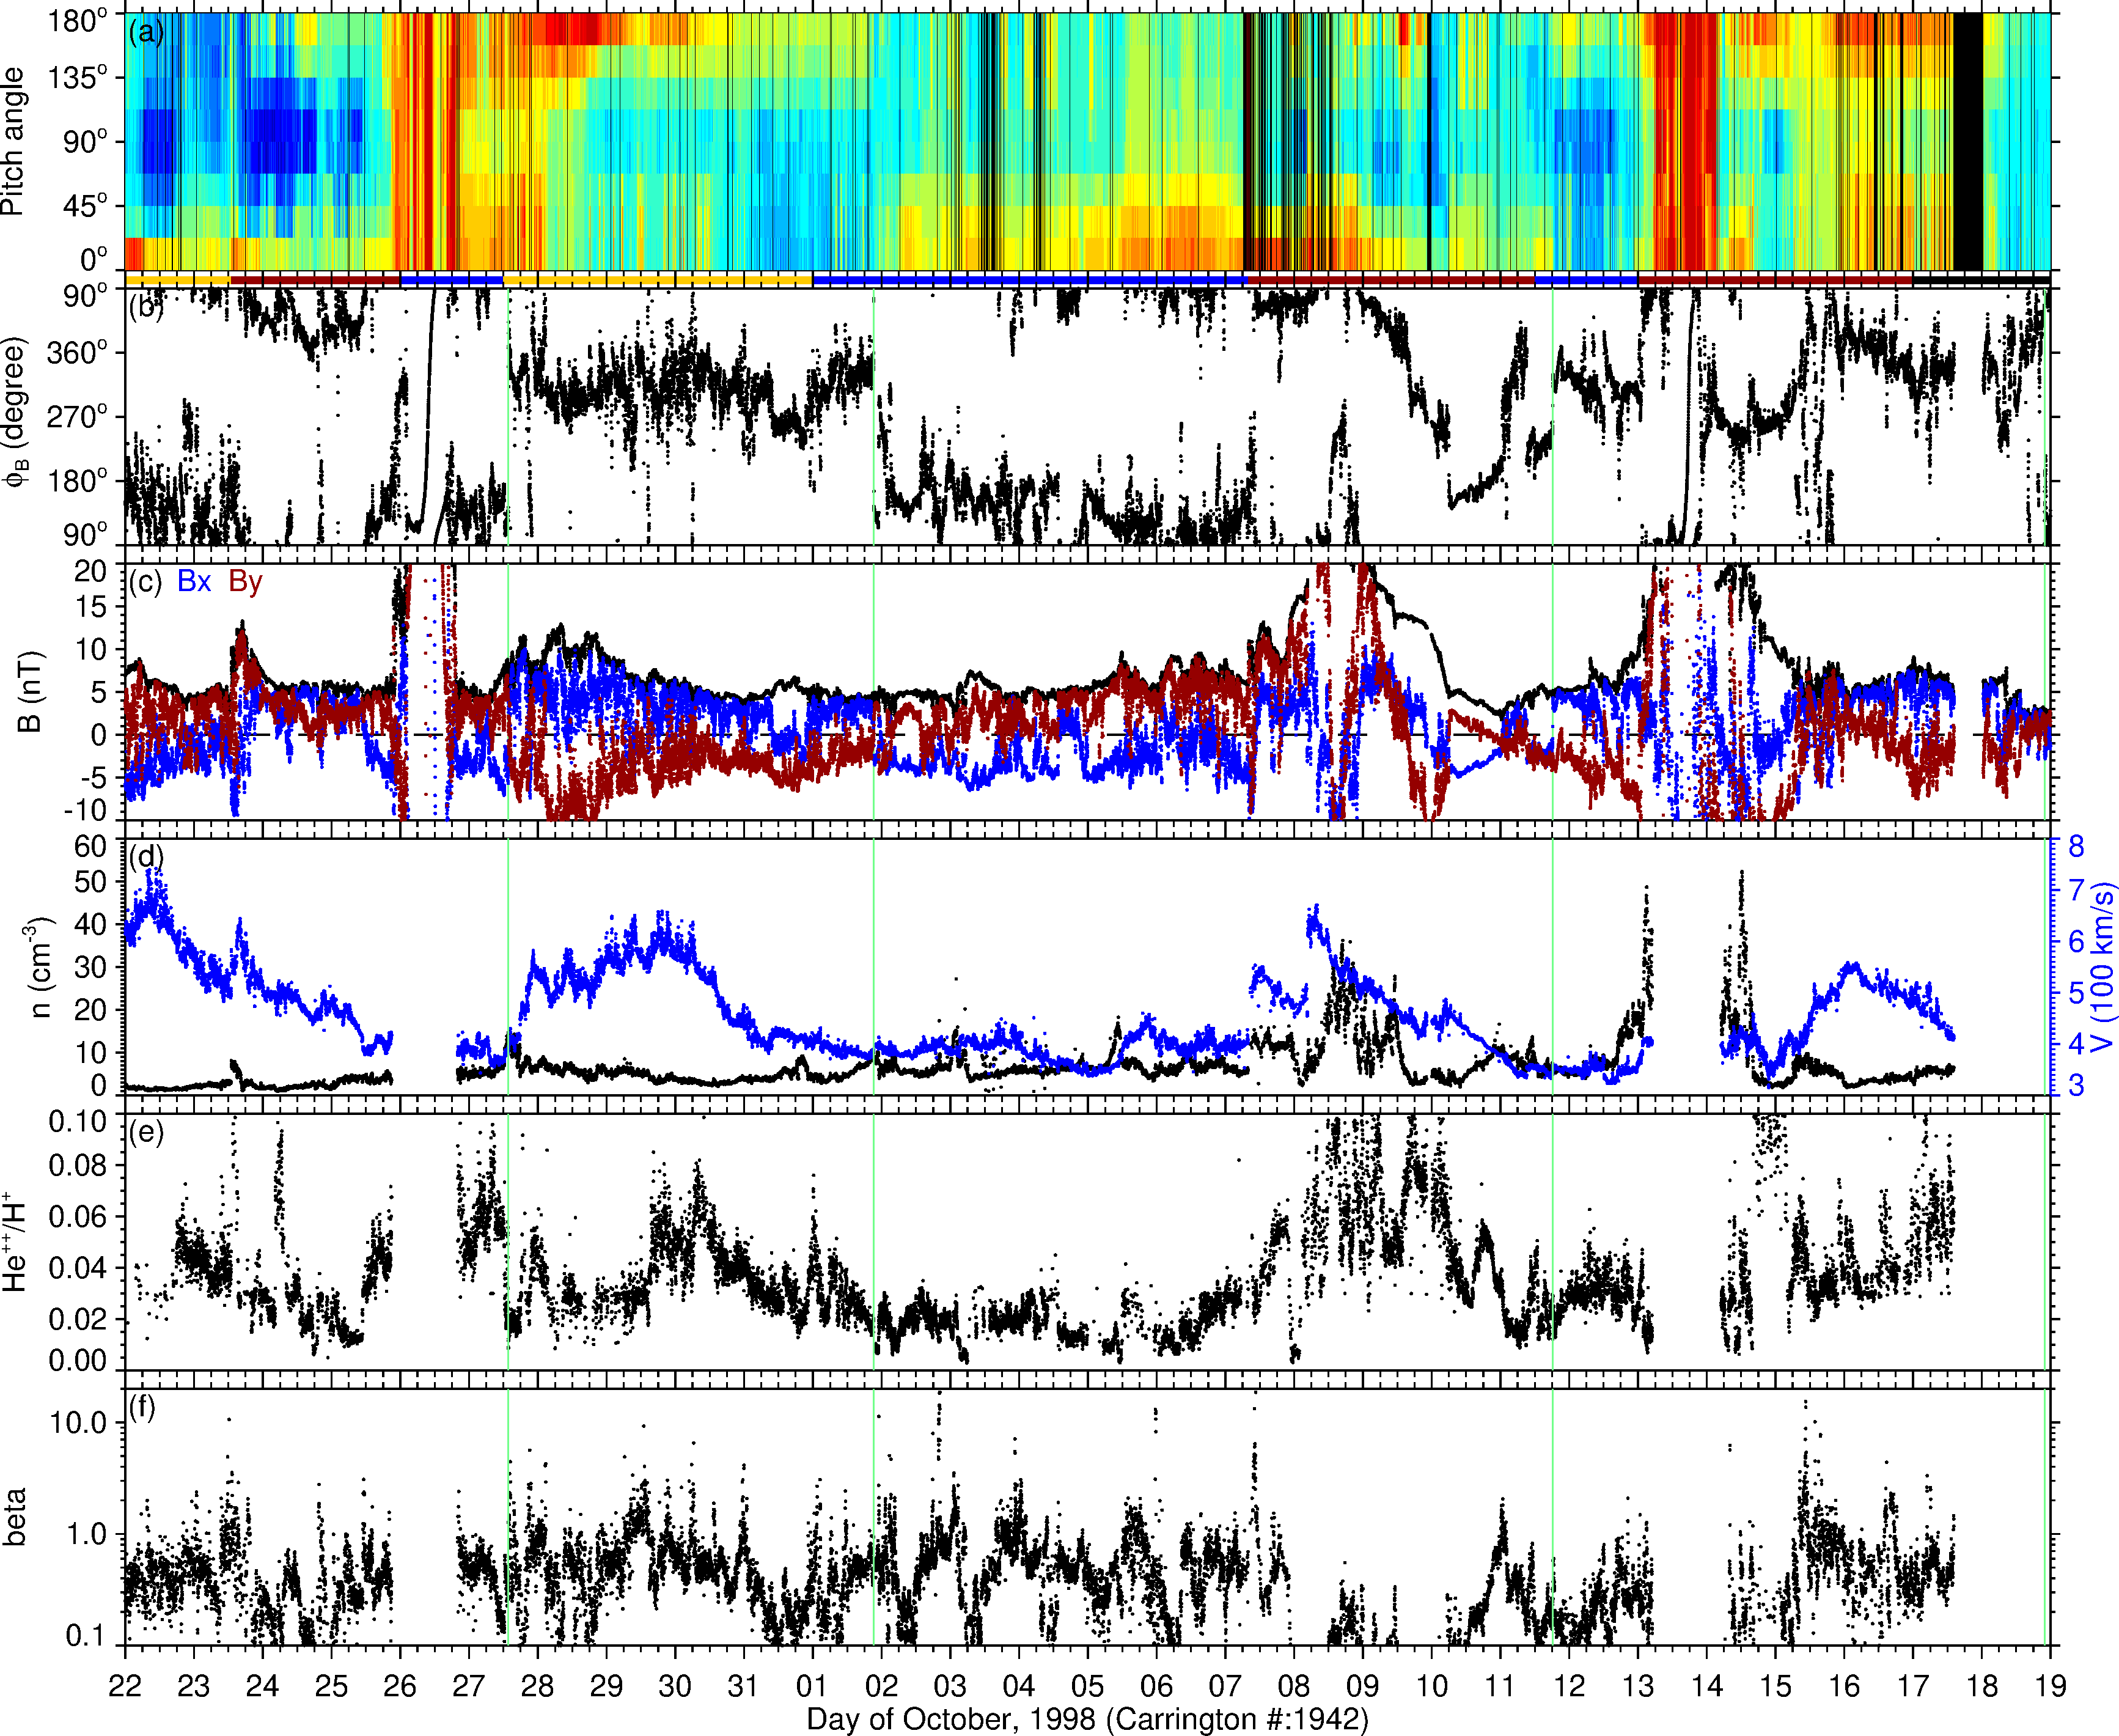 (a)
180°
135°
90°
45°
0°
Pitch angle
(b)
90°
360°
270°
180°
90°
ϕB (degree)
(c) Bx By
20
15
10
5
0
-5
-10
B (nT)
(d)
60
50
40
30
20
10
0
n (cm-3)
8
7
6
5
4
3
V (100 km/s)
(e)
0.10
0.08
0.06
0.04
0.02
0.00
He++/H+
(f)
10.0
1.0
0.1
beta
22 23 24 25 26 27 28 29 30 31 01 02 03 04 05 06 07 08 09 10 11 12 13 14 15 16 17 18 19
Day of October, 1998 (Carrington #:1942)